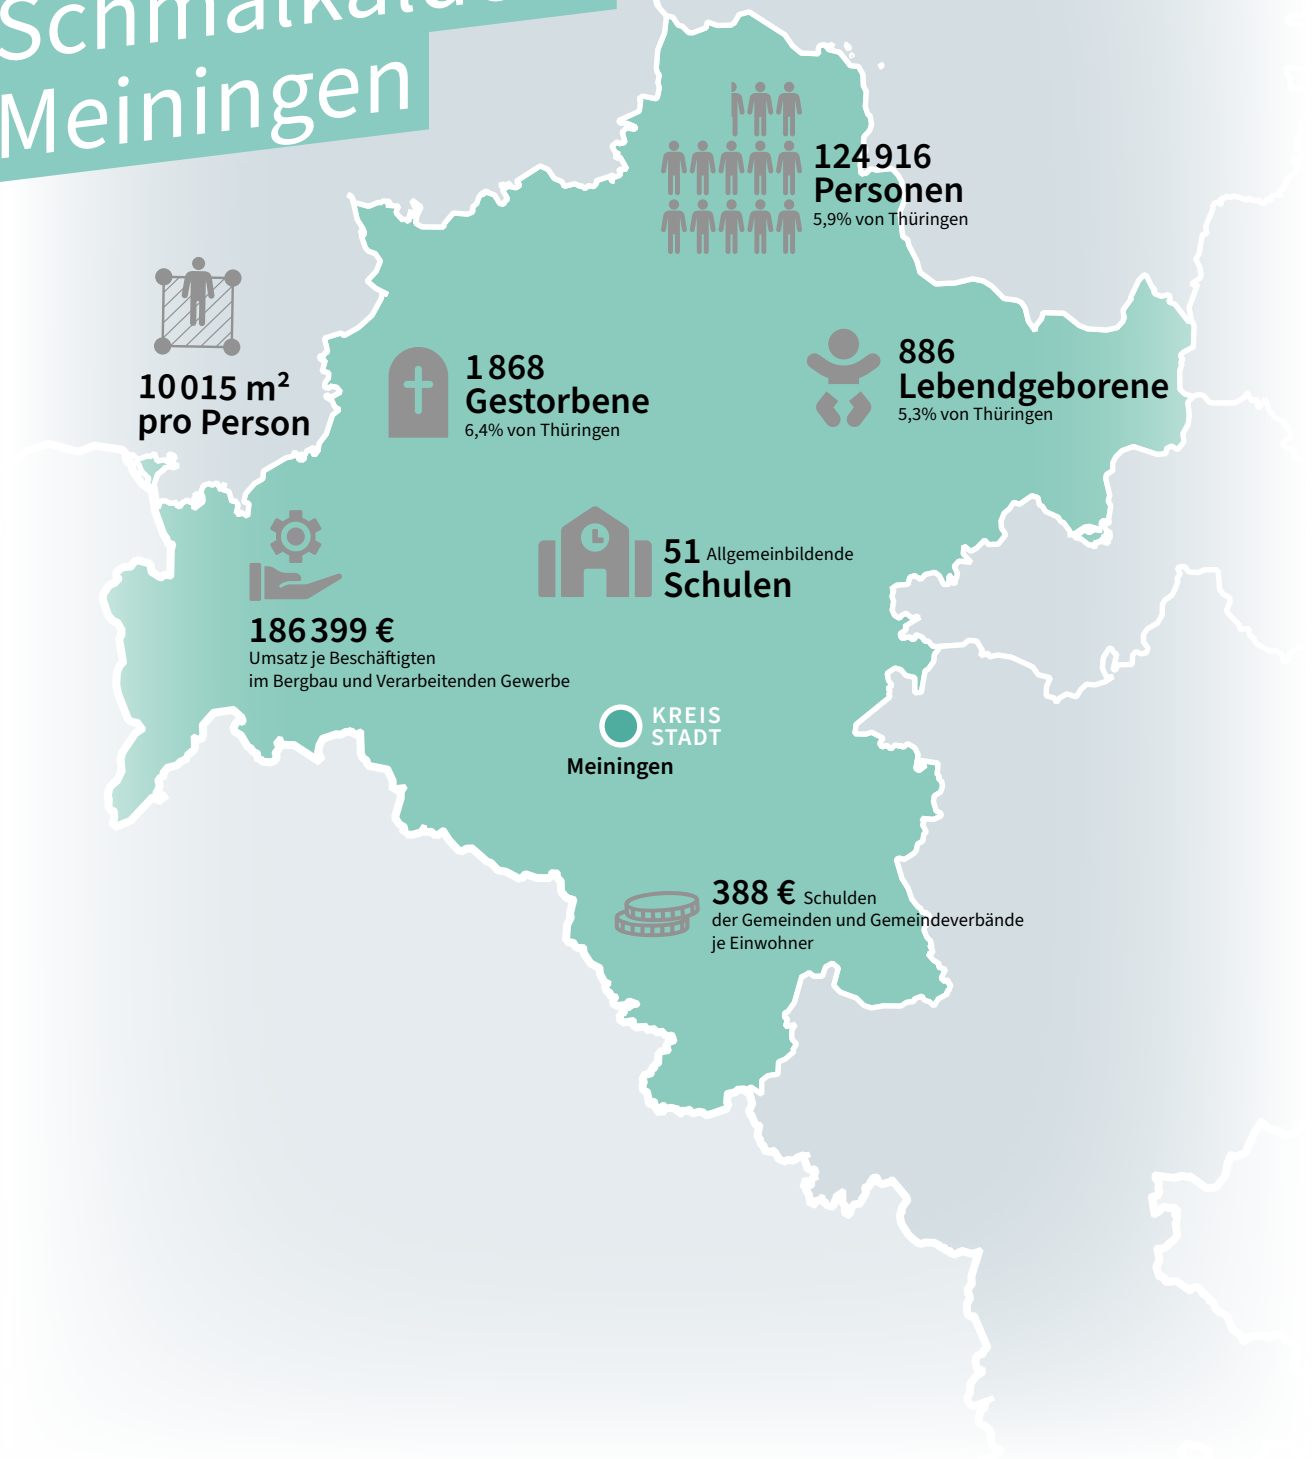 Meiningen
124 916
Personen
5,9% von Thüringen
10 015 m²
pro Person
1 868
Gestorbene
6,4% von Thüringen
886
Lebendgeborene
5,3% von Thüringen
51 Allgemeinbildende
Schulen
186 399 €
Umsatz je Beschäftigten
im Bergbau und Verarbeitenden Gewerbe
KREIS
STADT
Meiningen
388 € Schulden
der Gemeinden und Gemeindeverbände
je Einwohner